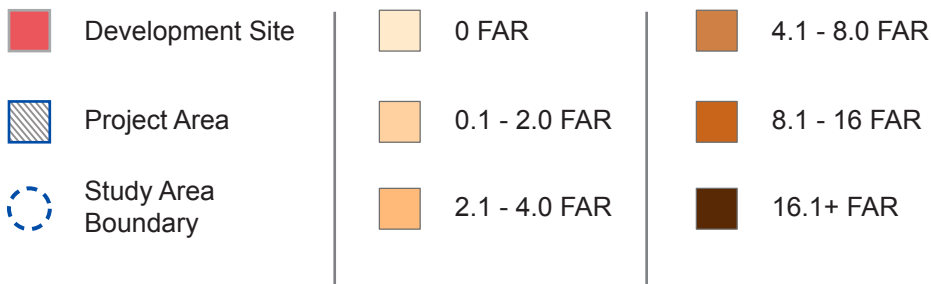 Development Site
Project Area
Study Area
Boundary
0 FAR
0.1 - 2.0 FAR
2.1 - 4.0 FAR
4.1 - 8.0 FAR
8.1 - 16 FAR
16.1+ FAR